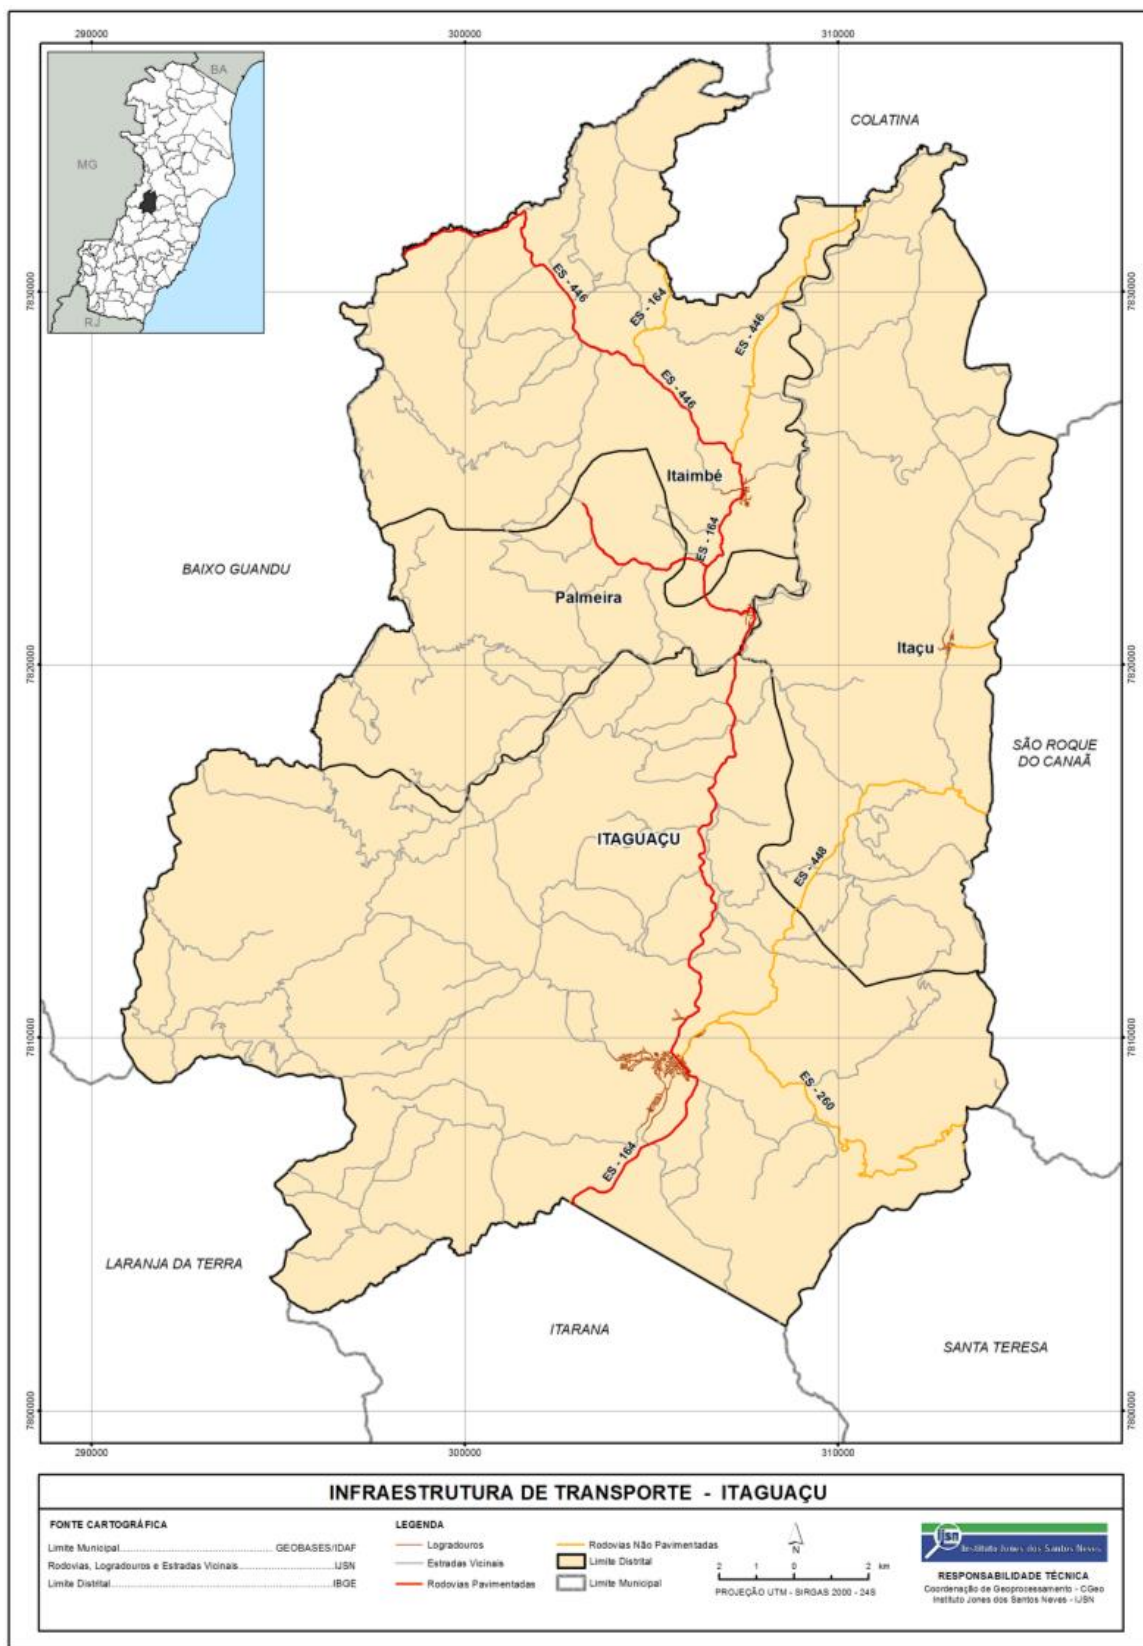 290000
300000
310000
BA
MG
RJ
COLATINA
7830000
7830000
ES - 446
ES - 164
ES - 446
ES - 446
Itaimbé
ES - 164
BAIXO GUANDU
Palmeira
Itaçu
7820000
7820000
SÃO ROQUE
DO CANAÃ
ITAGUAÇU
ES - 448
7810000
7810000
ES - 260
ES - 164
LARANJA DA TERRA
ITARANA
SANTA TERESA
7800000
7800000
290000
300000
310000
INFRAESTRUTURA DE TRANSPORTE - ITAGUAÇU
FONTE CARTOGRÁFICA
Limite Municipal GEOBASES/IDAF
Rodovias, Logradouros e Estradas Vicinais IJSN
Limite Distrital IBGE
LEGENDA
Logradouros
Estradas Vicinais
Rodovias Pavimentadas
Rodovias Não Pavimentadas
Limite Distrital
Limite Municipal
N
2 1 0 2 km
PROJEÇÃO UTM - SIRGAS 2000 - 24S
ijsn
Instituto Jones dos Santos Neves
RESPONSABILIDADE TÉCNICA
Coordenação de Geoprocessamento - CGeo
Instituto Jones dos Santos Neves - IJSN